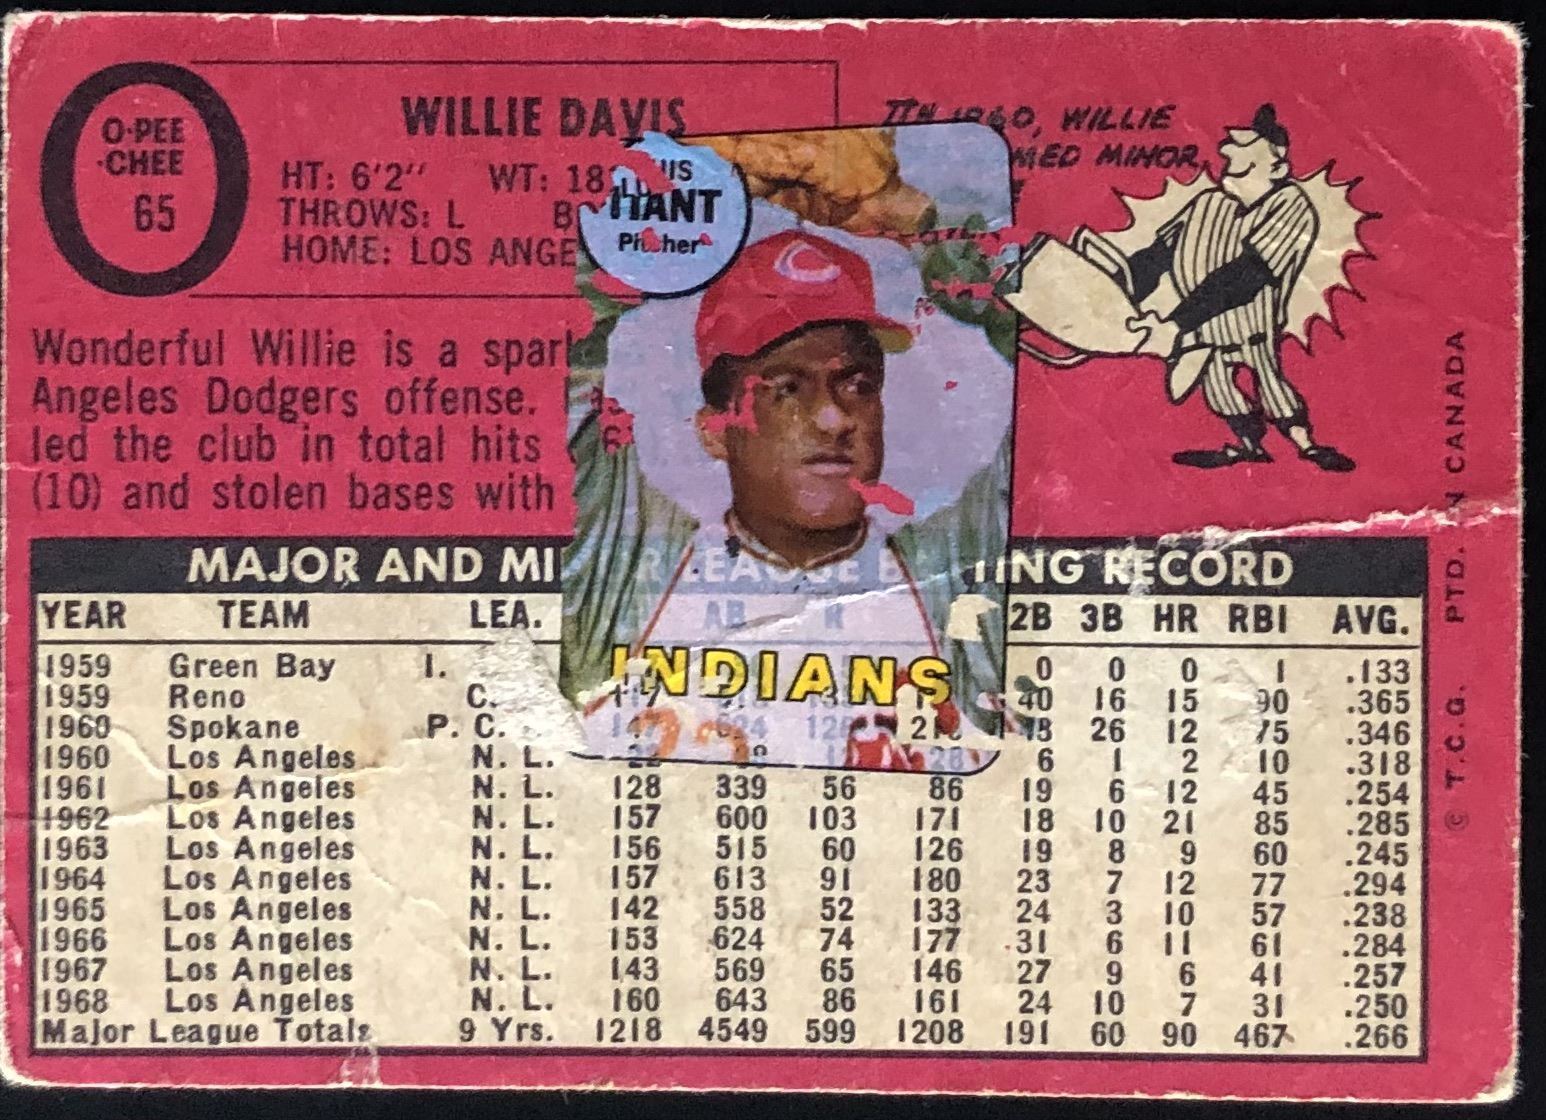 O-PEE
-CHEE
65
WILLIE DAVIS
HT: 6'2" WT: 18
THROWS: L B
HOME: LOS ANGE
IN 1960, WILLIE
MED MINOR
Wonderful Willie is a spark
Angeles Dodgers offense.
led the club in total hits
(10) and stolen bases with
IANT
Pitcher
INDIANS
MAJOR AND MINOR LEAGUE BATTING RECORD
YEAR TEAM LEA. AB R 2B 3B HR RBI AVG.
1959 Green Bay I. 0 0 0 1 .133
1959 Reno C. 40 16 15 90 .365
1960 Spokane P. C. 26 12 75 .346
1960 Los Angeles N. L. 6 1 2 10 .318
1961 Los Angeles N. L. 128 339 56 86 19 6 12 45 .254
1962 Los Angeles N. L. 157 600 103 171 18 10 21 85 .285
1963 Los Angeles N. L. 156 515 60 126 19 8 9 60 .245
1964 Los Angeles N. L. 157 613 91 180 23 7 12 77 .294
1965 Los Angeles N. L. 142 558 52 133 24 3 10 57 .238
1966 Los Angeles N. L. 153 624 74 177 31 6 11 61 .284
1967 Los Angeles N. L. 143 569 65 146 27 9 6 41 .257
1968 Los Angeles N. L. 160 643 86 161 24 10 7 31 .250
Major League Totals 9 Yrs. 1218 4549 599 1208 191 60 90 467 .266
© T.C.G. PTD. IN CANADA